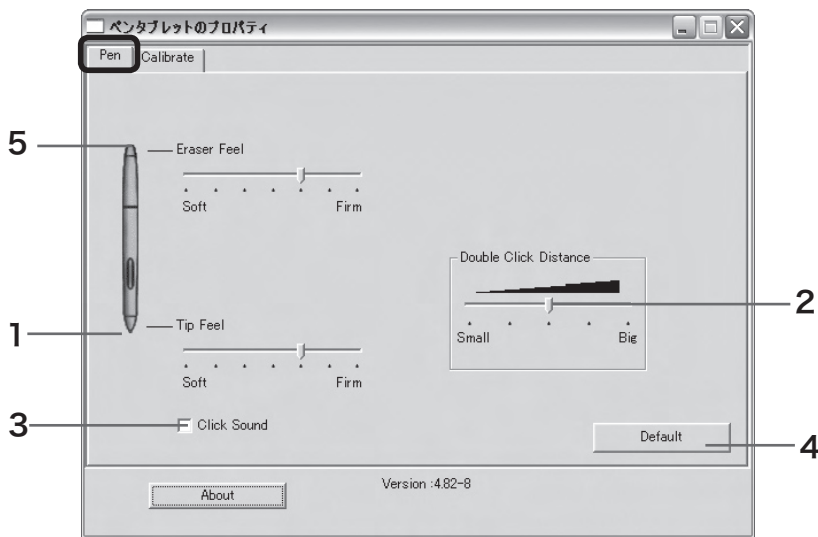 ペンタブレットのプロパティ
Pen
Calibrate
5
Eraser Feel
Soft
Firm
Double Click Distance
2
Small
Big
1
Tip Feel
Soft
Firm
3
Click Sound
Default
4
Version :4.82-8
About